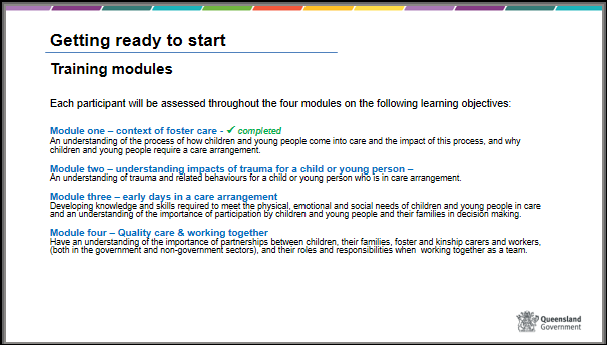 Getting ready to start
Training modules
Each participant will be assessed throughout the four modules on the following learning objectives:
Module one – context of foster care - ✓ completed
An understanding of the process of how children and young people come into care and the impact of this process, and why
children and young people require a care arrangement.
Module two – understanding impacts of trauma for a child or young person –
An understanding of trauma and related behaviours for a child or young person who is in care arrangement.
Module three – early days in a care arrangement
Developing knowledge and skills required to meet the physical, emotional and social needs of children and young people in care
and an understanding of the importance of participation by children and young people and their families in decision making.
Module four – Quality care & working together
Have an understanding of the importance of partnerships between children, their families, foster and kinship carers and workers,
(both in the government and non-government sectors), and their roles and responsibilities when working together as a team.
Queensland
Government